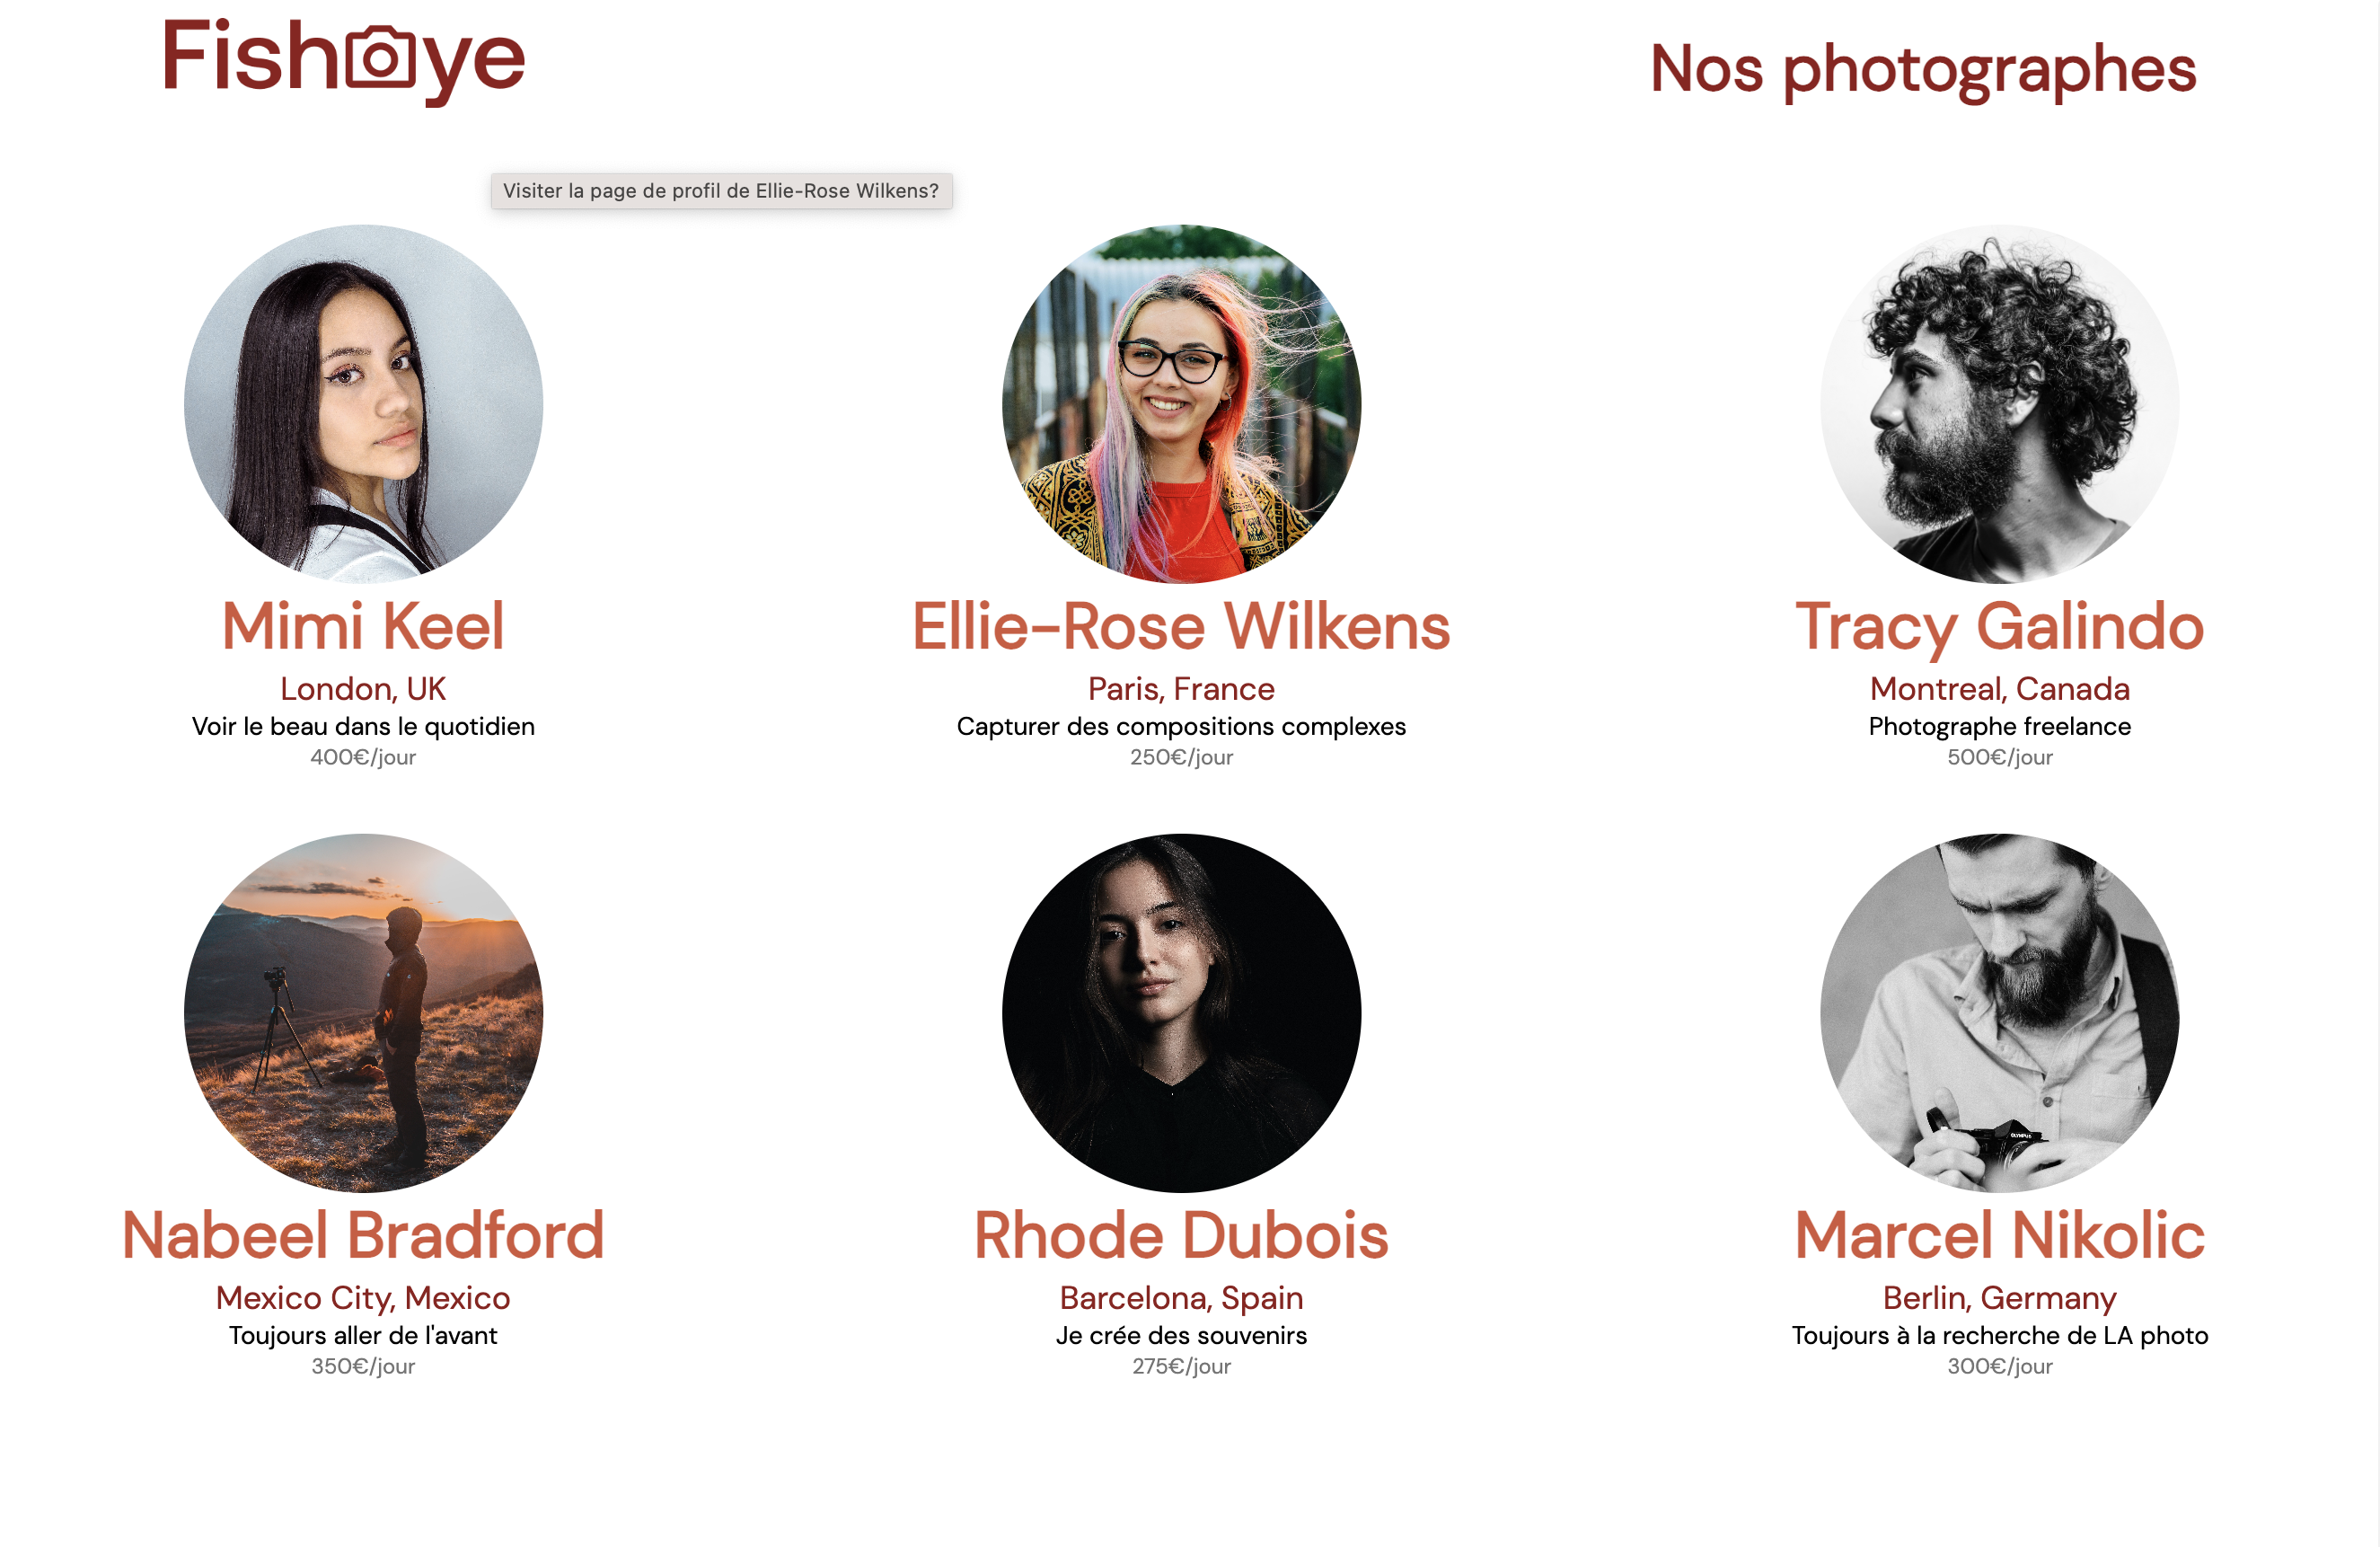 Fisheye
Nos photographes
Visiter la page de profil de Ellie-Rose Wilkens?
Mimi Keel
London, UK
Voir le beau dans le quotidien
400€/jour
Ellie-Rose Wilkens
Paris, France
Capturer des compositions complexes
250€/jour
Tracy Galindo
Montreal, Canada
Photographe freelance
500€/jour
OLYMPUS
Nabeel Bradford
Mexico City, Mexico
Toujours aller de l'avant
350€/jour
Rhode Dubois
Barcelona, Spain
Je crée des souvenirs
275€/jour
Marcel Nikolic
Berlin, Germany
Toujours à la recherche de LA photo
300€/jour